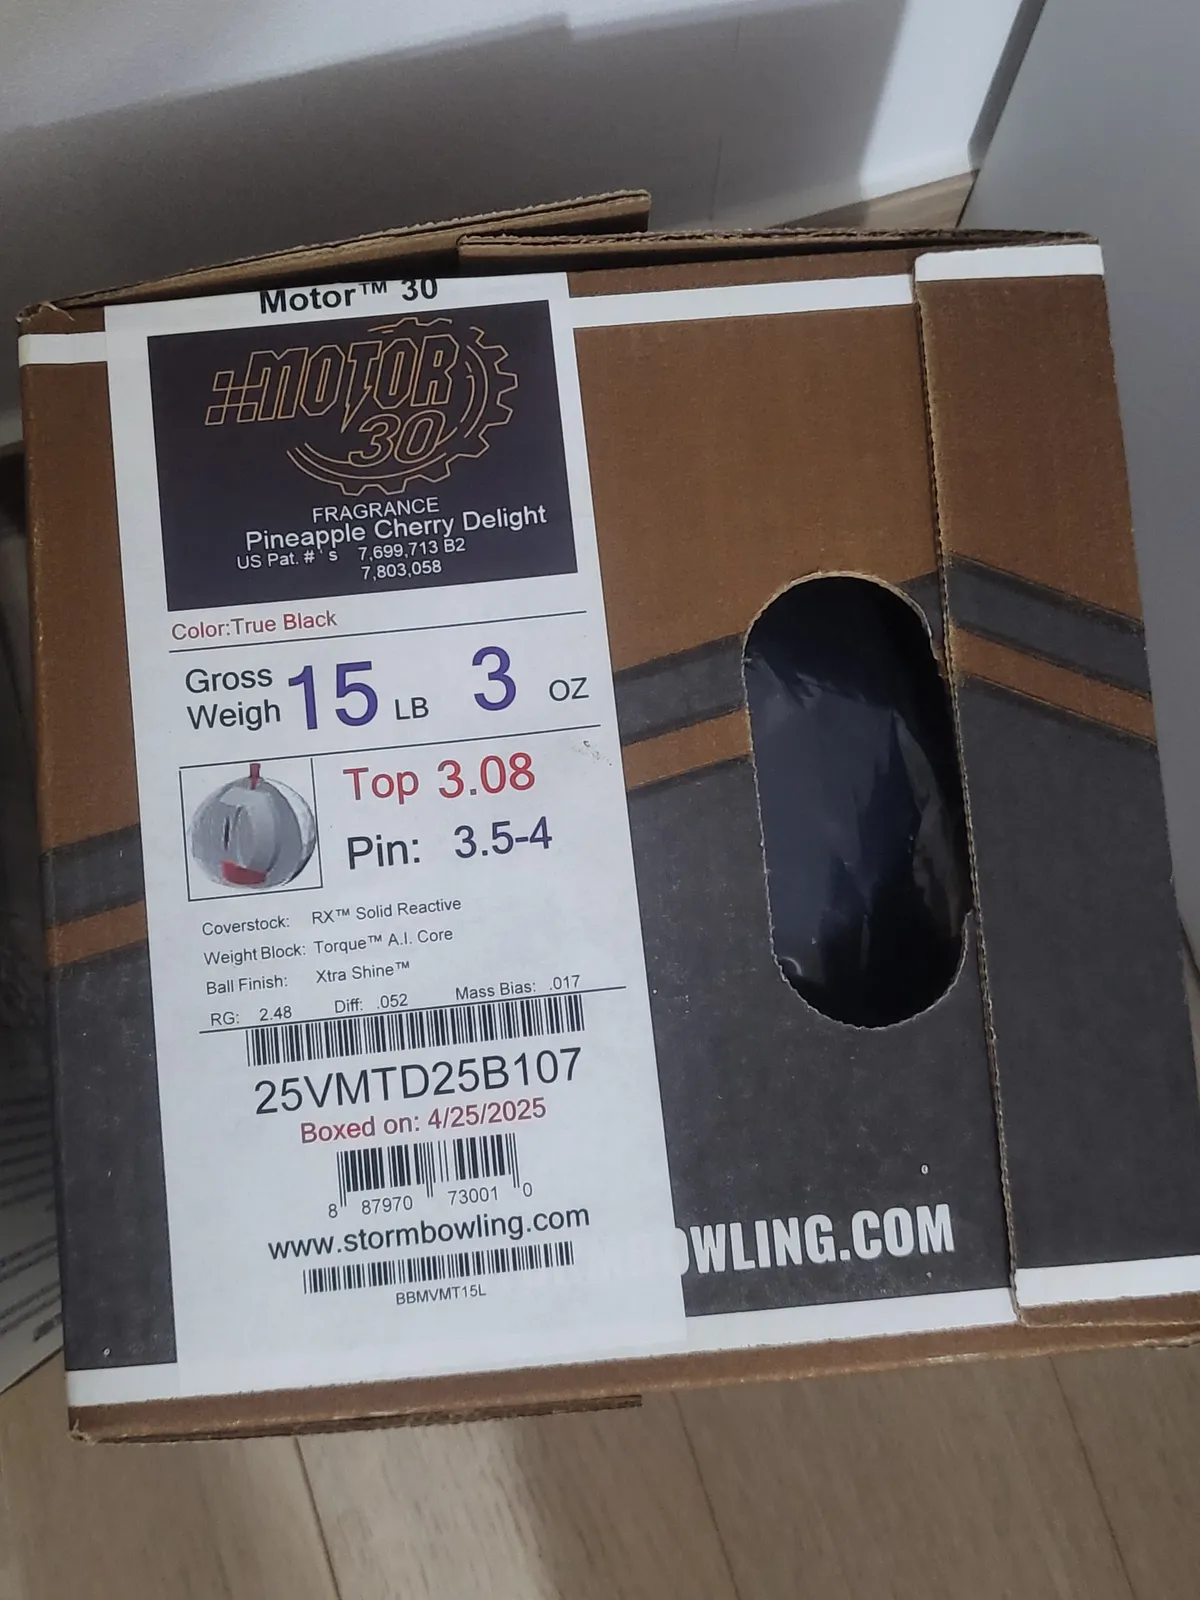 Motor™ 30
MOTOR
30
FRAGRANCE
Pineapple Cherry Delight
US Pat. #'s 7,699,713 B2
7,803,058
Color:True Black
Gross
Weigh 15 LB 3 OZ
Top 3.08
Pin: 3.5-4
Coverstock: RX™ Solid Reactive
Weight Block: Torque™ A.I. Core
Ball Finish: Xtra Shine™
RG: 2.48 Diff: .052 Mass Bias: .017
25VMTD25B107
Boxed on: 4/25/2025
8 87970 73001 0
www.stormbowling.com
BBMVMT15L
OWLING.COM